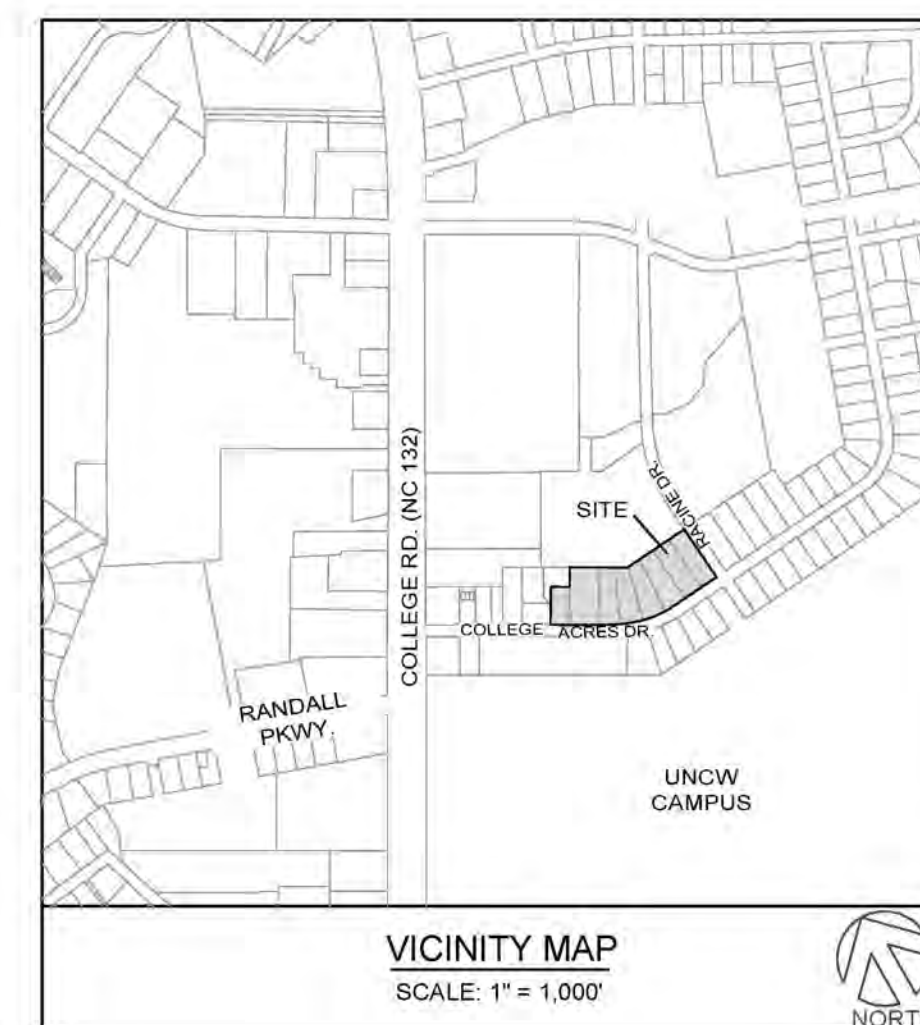 COLLEGE RD. (NC 132)
RACINE DR.
SITE
COLLEGE ACRES DR.
RANDALL
PKWY.
UNCW
CAMPUS
VICINITY MAP
SCALE: 1" = 1,000'
NORT